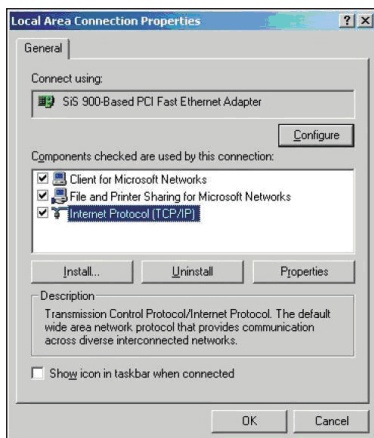 Local Area Connection Properties
General
Connect using:
SiS 900-Based PCI Fast Ethernet Adapter
Configure
Components checked are used by this connection:
Client for Microsoft Networks
File and Printer Sharing for Microsoft Networks
Internet Protocol (TCP/IP)
Install... Uninstall Properties
Description
Transmission Control Protocol/Internet Protocol. The default
wide area network protocol that provides communication
across diverse interconnected networks.
Show icon in taskbar when connected
OK Cancel